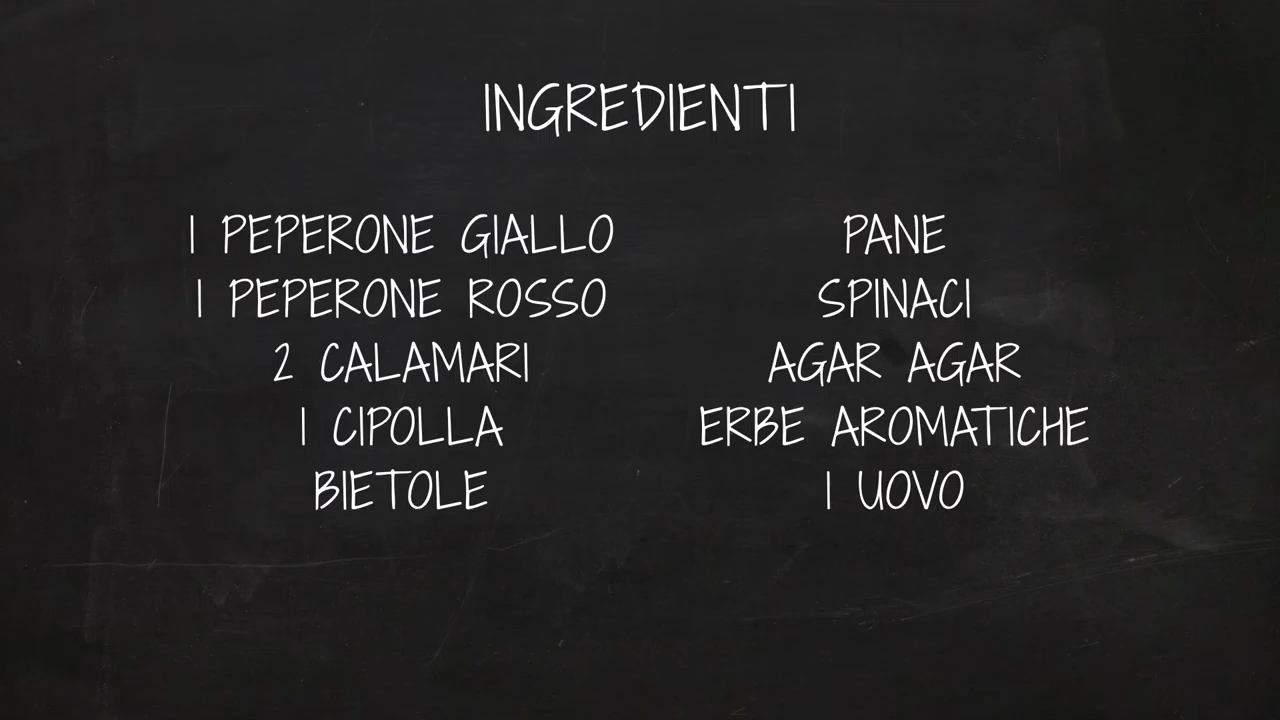 INGREDIENTI
1 PEPERONE GIALLO
1 PEPERONE ROSSO
2 CALAMARI
1 CIPOLLA
BIETOLE
PANE
SPINACI
AGAR AGAR
ERBE AROMATICHE
1 UOVO